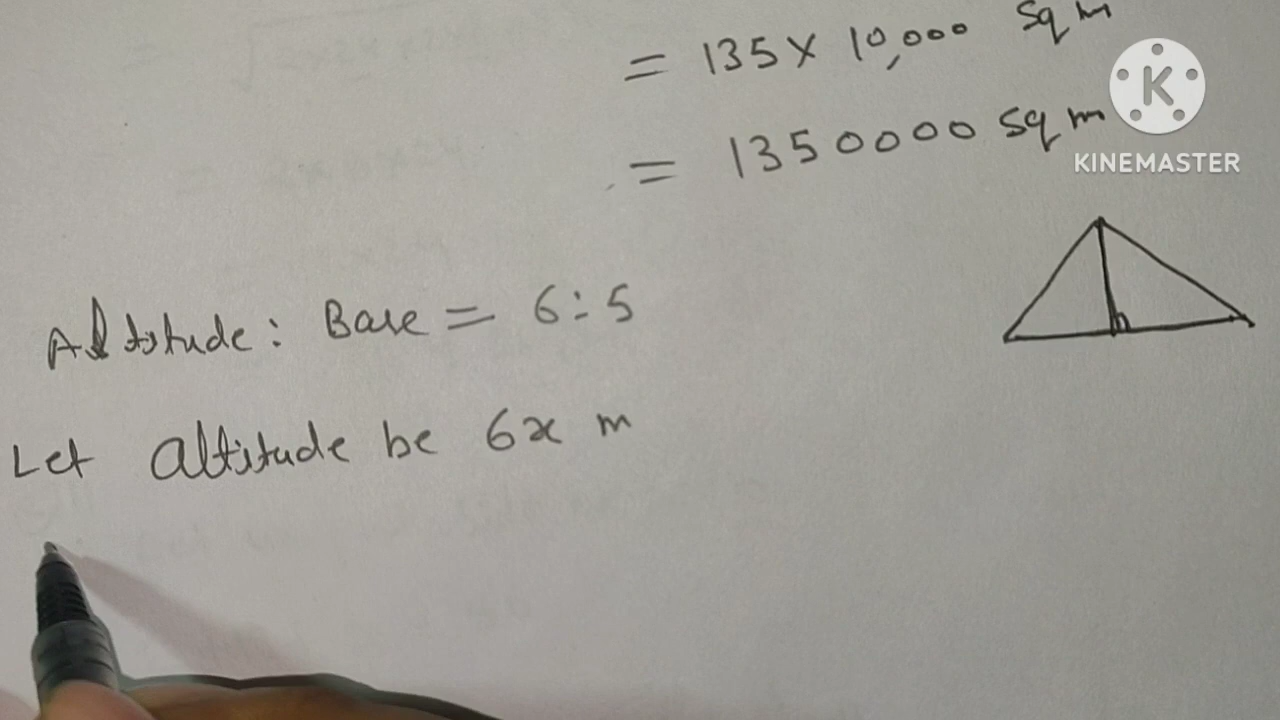 = 135 × 10,000 Sq m
= 1350000 Sq m
K
KINEMASTER
Altitude : Base = 6 : 5
Let altitude be 6x m